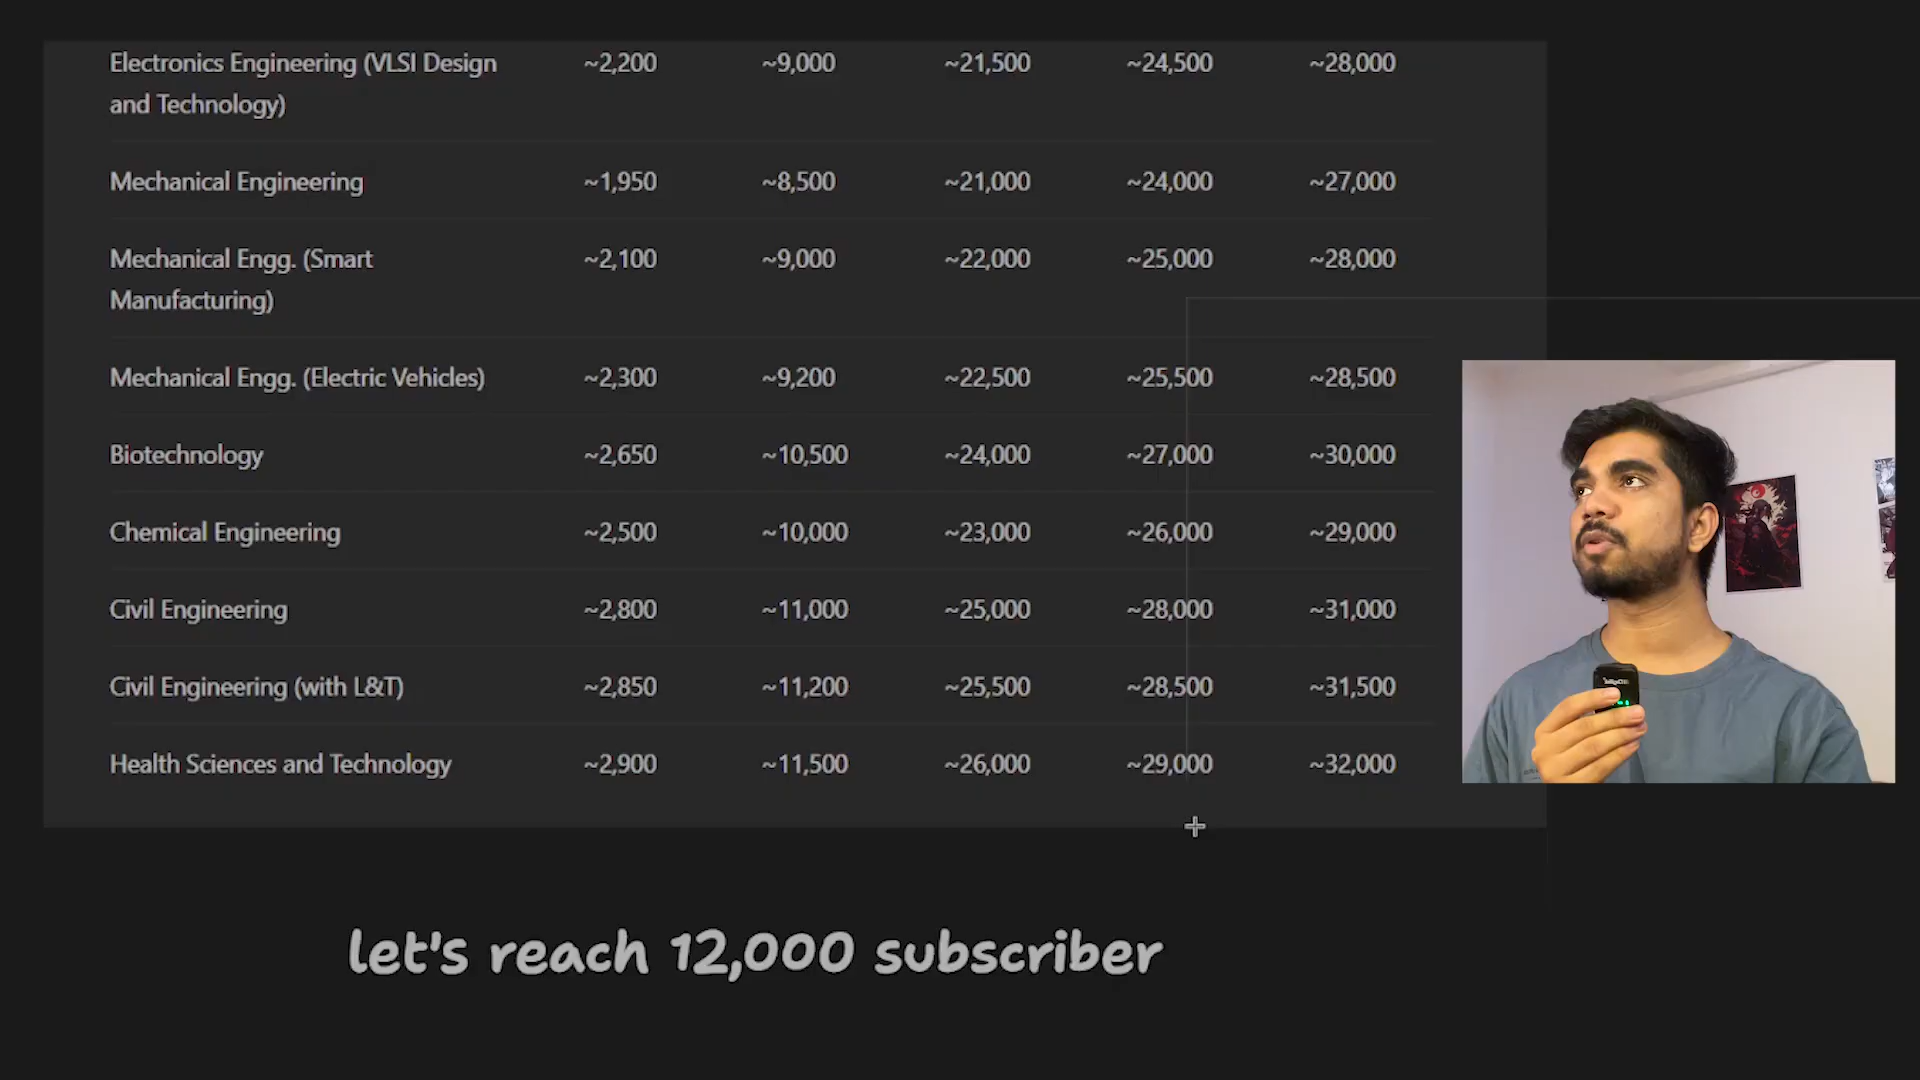 Electronics Engineering (VLSI Design ~2,200 ~9,000 ~21,500 ~24,500 ~28,000
and Technology)
Mechanical Engineering ~1,950 ~8,500 ~21,000 ~24,000 ~27,000
Mechanical Engg. (Smart ~2,100 ~9,000 ~22,000 ~25,000 ~28,000
Manufacturing)
Mechanical Engg. (Electric Vehicles) ~2,300 ~9,200 ~22,500 ~25,500 ~28,500
Biotechnology ~2,650 ~10,500 ~24,000 ~27,000 ~30,000
Chemical Engineering ~2,500 ~10,000 ~23,000 ~26,000 ~29,000
Civil Engineering ~2,800 ~11,000 ~25,000 ~28,000 ~31,000
Civil Engineering (with L&T) ~2,850 ~11,200 ~25,500 ~28,500 ~31,500
Health Sciences and Technology ~2,900 ~11,500 ~26,000 ~29,000 ~32,000
let's reach 12,000 subscriber